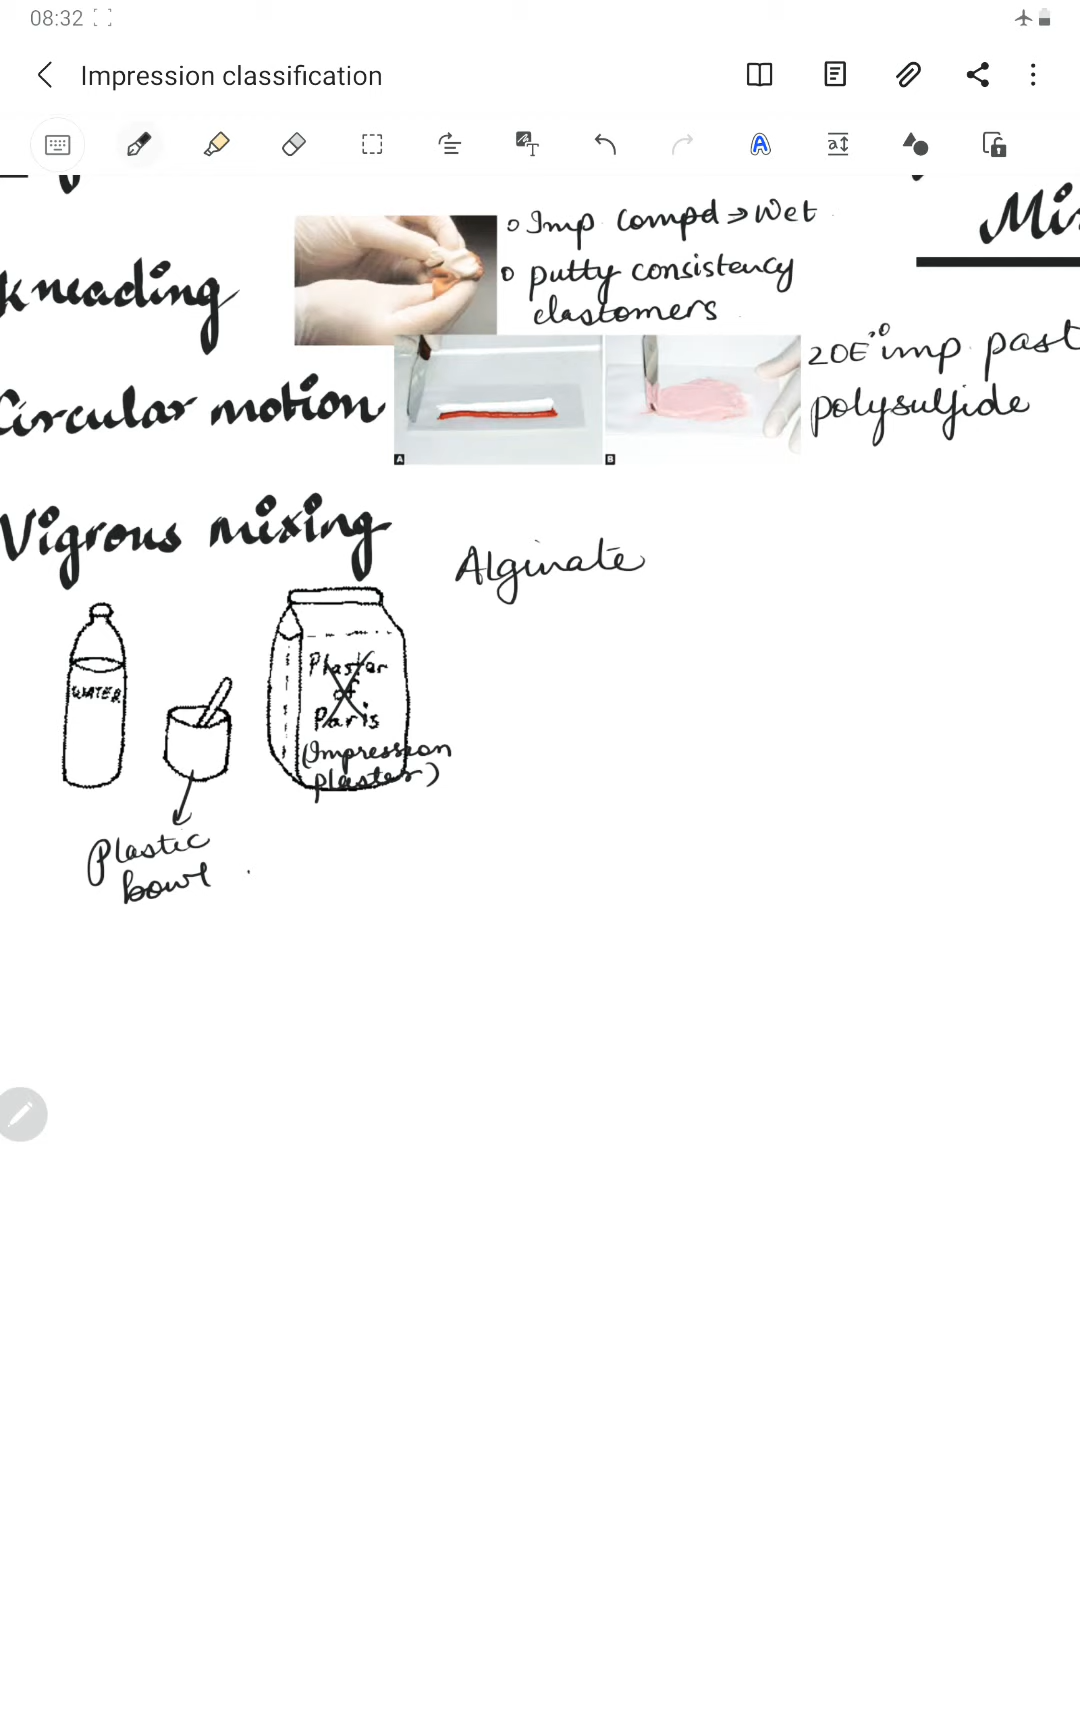 08:32
Impression classification
Imp compd → Wet
Kneading
putty consistency
elastomers
ZOE imp past
Circular motion
polysulfide
A
B
Vigrous mixing
Alginate
WATER
Plaster
of
Paris
(Impression
plaster)
Plastic
bowl